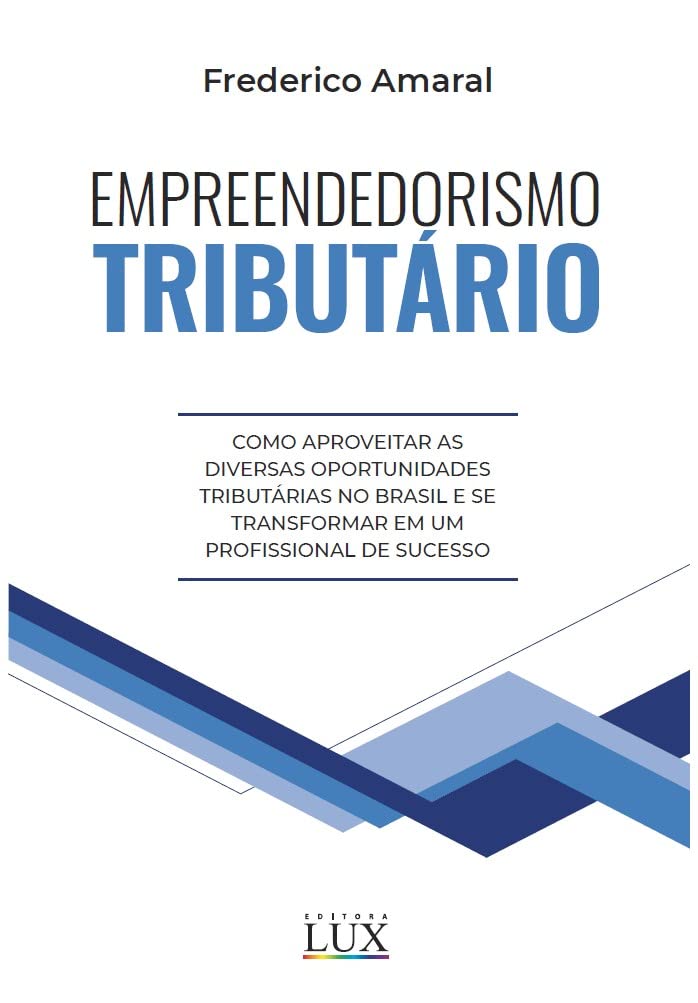 Frederico Amaral
EMPREENDEDORISMO
TRIBUTÁRIO
COMO APROVEITAR AS
DIVERSAS OPORTUNIDADES
TRIBUTÁRIAS NO BRASIL E SE
TRANSFORMAR EM UM
PROFISSIONAL DE SUCESSO
EDITORA
LUX